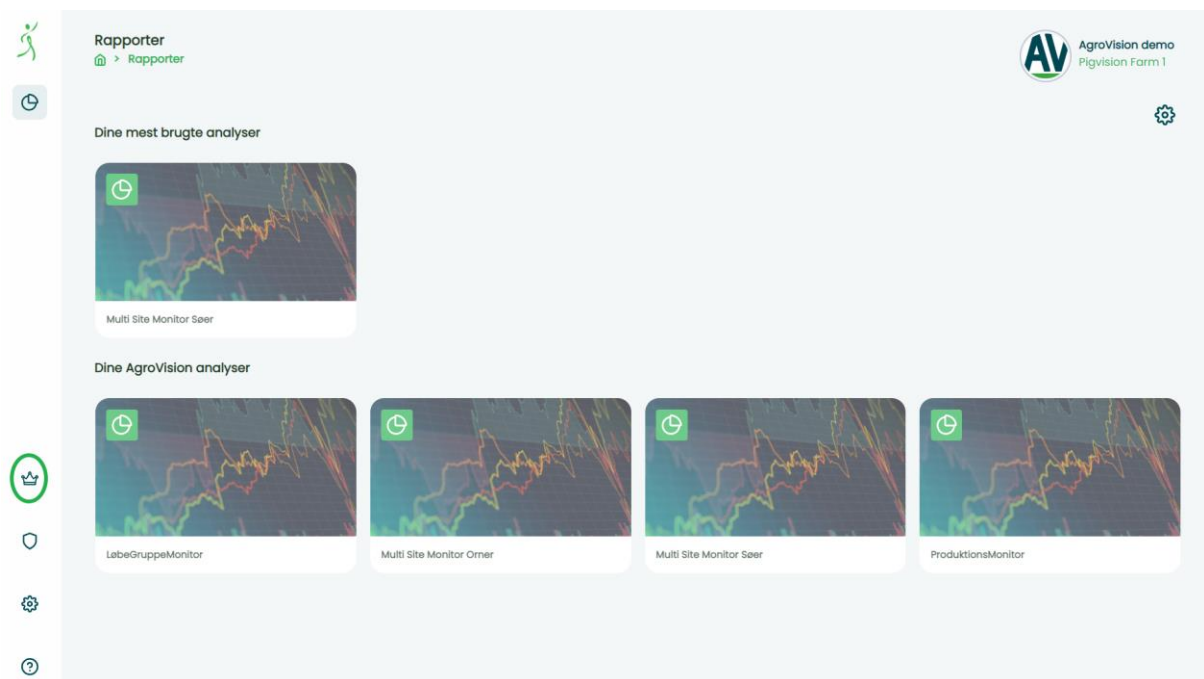 Rapporter
> Rapporter
AV
AgroVision demo
Pigvision Farm 1
Dine mest brugte analyser
Multi Site Monitor Søer
Dine AgroVision analyser
LøbeGruppeMonitor
Multi Site Monitor Orner
Multi Site Monitor Søer
ProduktionsMonitor